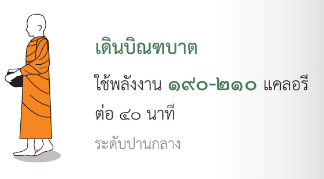 เดินบิณฑบาต
ใช้พลังงาน ๑๙๐-๒๑๐ แคลอรี
ต่อ ๔๐ นาที
ระดับปานกลาง